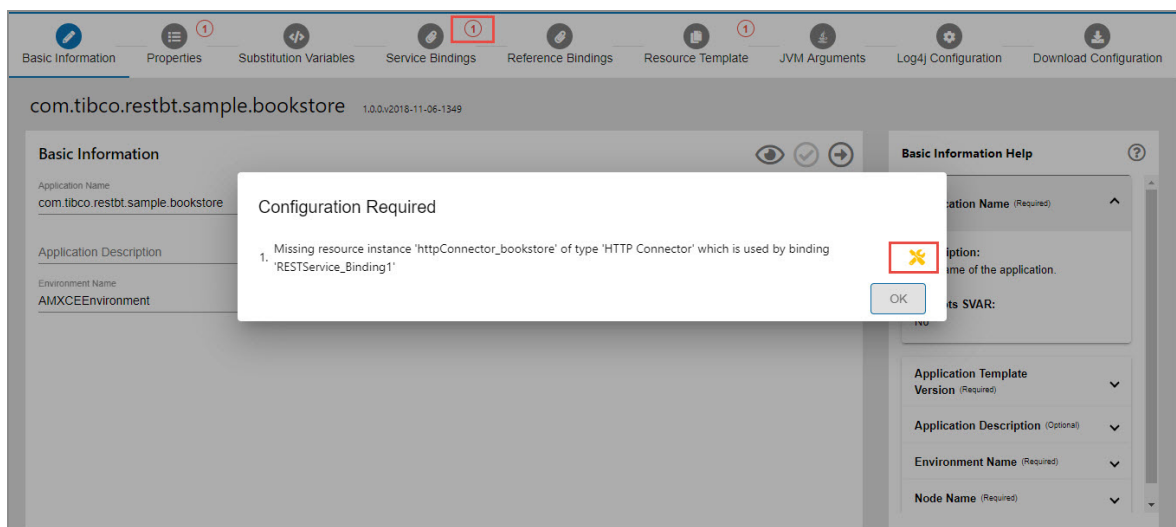 1
1
1
Basic Information
Properties
Substitution Variables
Service Bindings
Reference Bindings
Resource Template
JVM Arguments
Log4j Configuration
Download Configuration
com.tibco.restbt.sample.bookstore 1.0.0.v2018-11-06-1349
Basic Information
Application Name
com.tibco.restbt.sample.bookstore
Application Description
Environment Name
AMXCEEnvironment
Configuration Required
1. Missing resource instance 'httpConnector_bookstore' of type 'HTTP Connector' which is used by binding
'RESTService_Binding1'
OK
Basic Information Help
?
Name (Required)
of the application.
SVAR:
Application Template
Version (Required)
Application Description (Optional)
Environment Name (Required)
Node Name (Required)